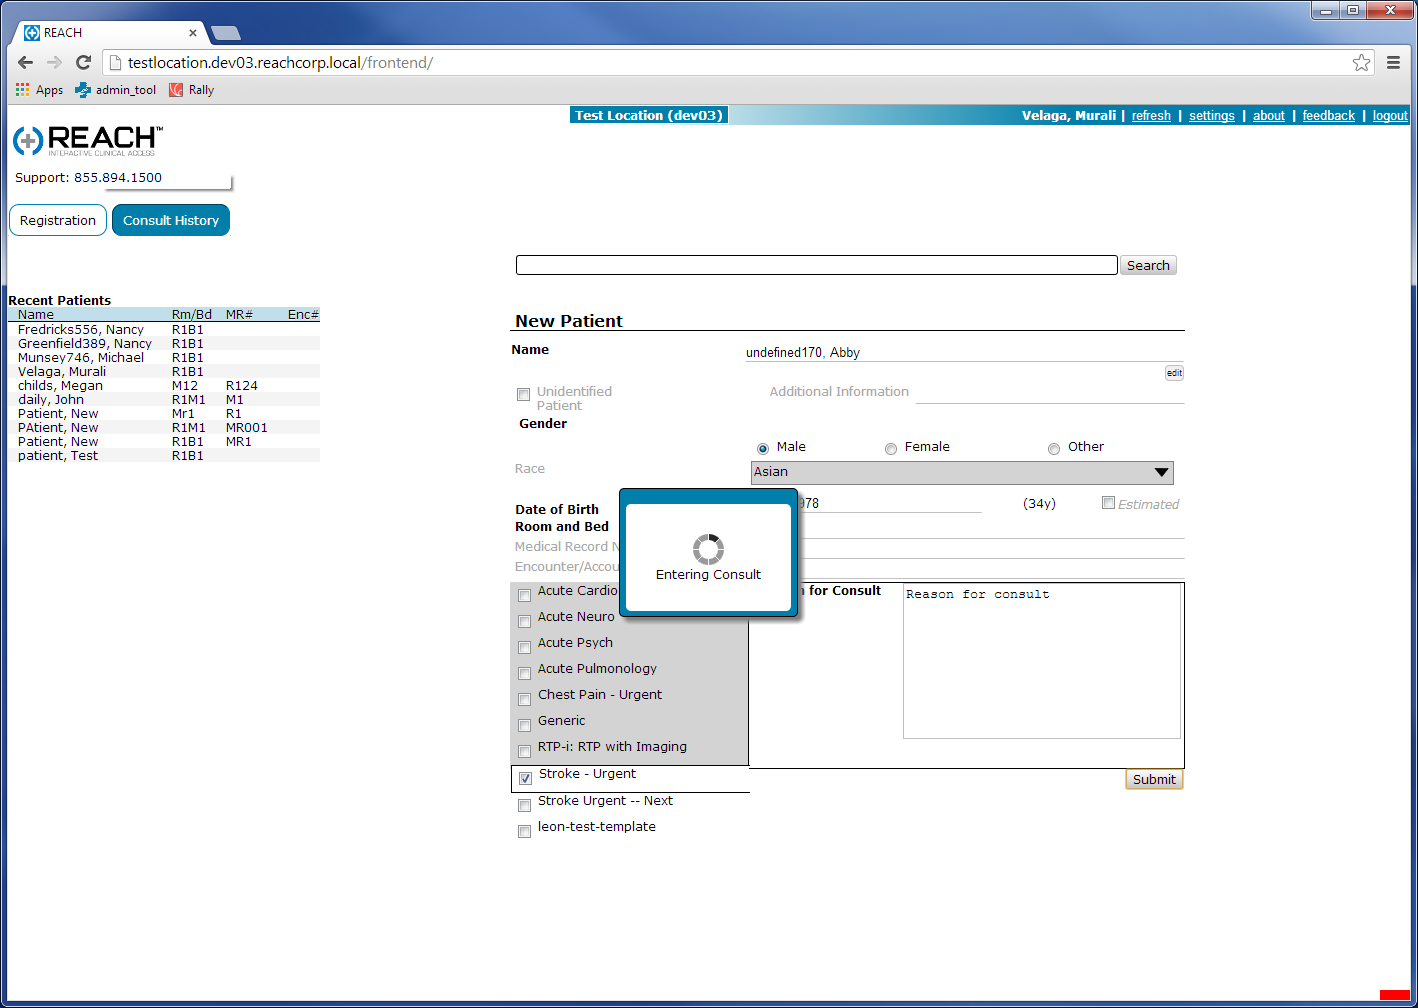 REACH
testlocation.dev03.reachcorp.local/frontend/
Apps admin_tool Rally
Test Location (dev03) Velaga, Murali | refresh | settings | about | feedback | logout
REACH™
INTERACTIVE CLINICAL ACCESS
Support: 855.894.1500
Registration Consult History
Search
Recent Patients
Name Rm/Bd MR# Enc#
Fredricks556, Nancy R1B1
Greenfield389, Nancy R1B1
Munsey746, Michael R1B1
Velaga, Murali R1B1
childs, Megan M12 R124
daily, John R1M1 M1
Patient, New Mr1 R1
PAtient, New R1M1 MR001
Patient, New R1B1 MR1
patient, Test R1B1
New Patient
Name undefined170, Abby
edit
Unidentified Patient Additional Information
Gender
Male Female Other
Race Asian
Date of Birth 978 (34y) Estimated
Room and Bed
Medical Record
Encounter/Accou
Entering Consult
Acute Cardio
for Consult Reason for consult
Acute Neuro
Acute Psych
Acute Pulmonology
Chest Pain - Urgent
Generic
RTP-i: RTP with Imaging
Stroke - Urgent
Submit
Stroke Urgent -- Next
leon-test-template